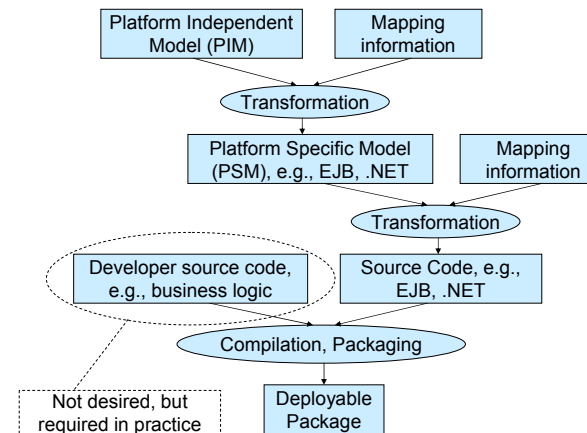 Platform Independent
Model (PIM)
Mapping
information
Transformation
Platform Specific Model
(PSM), e.g., EJB, .NET
Mapping
information
Transformation
Developer source code,
e.g., business logic
Source Code, e.g.,
EJB, .NET
Compilation, Packaging
Not desired, but
required in practice
Deployable
Package